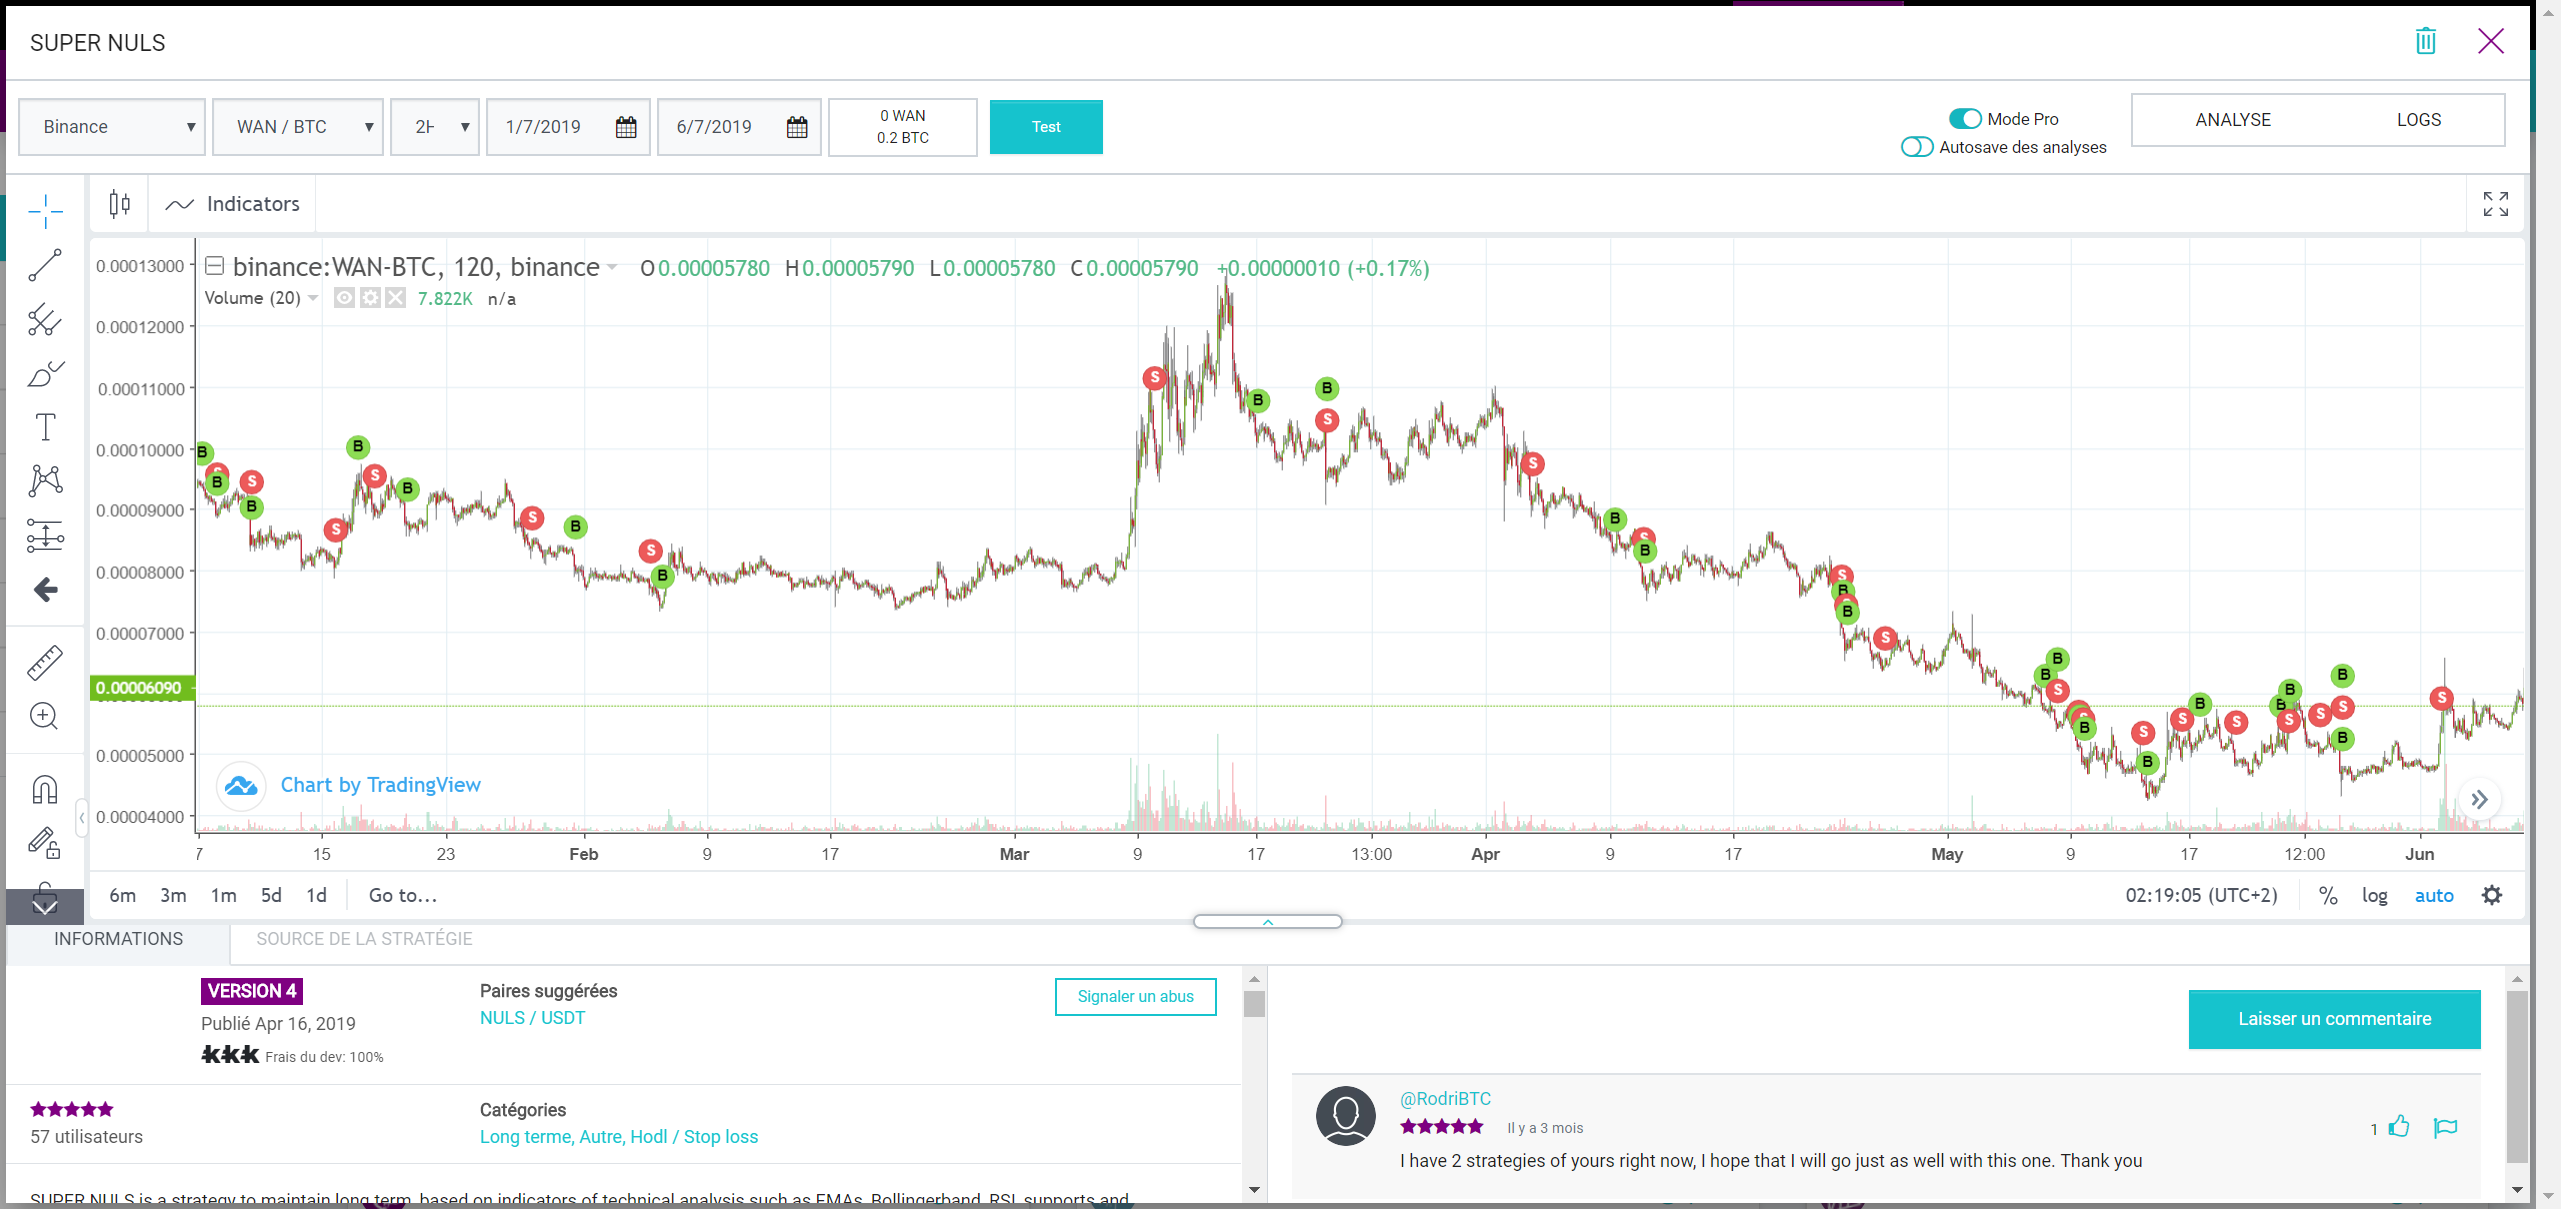 SUPER NULS
Binance
WAN / BTC
2H
1/7/2019
6/7/2019
0 WAN
0.2 BTC
Test
Mode Pro
Autosave des analyses
ANALYSE
LOGS
Indicators
binance:WAN-BTC, 120, binance
O0.00005780 H0.00005790 L0.00005780 C0.00005790 +0.00000010 (+0.17%)
Volume (20)
7.822K n/a
0.00013000
0.00012000
0.00011000
0.00010000
0.00009000
0.00008000
0.00007000
0.00006090
0.00005000
0.00004000
B
S
B
S
B
S
B
S
B
S
B
S
B
S
B
B
S
S
B
S
B
S
B
S
B
S
B
B
S
B
S
B
S
B
S
B
B
S
S
B
S
B
S
Chart by TradingView
7 15 23 Feb 9 17 Mar 9 17 13:00 Apr 9 17 May 9 17 12:00 Jun
6m 3m 1m 5d 1d Go to...
02:19:05 (UTC+2) % log auto
INFORMATIONS
SOURCE DE LA STRATÉGIE
VERSION 4
Publié Apr 16, 2019
Frais du dev: 100%
Paires suggérées
NULS / USDT
Signaler un abus
57 utilisateurs
Catégories
Long terme, Autre, Hodl / Stop loss
SUPER NULS is a strategy to maintain long term, based on indicators of technical analysis such as EMAs, Bollingerband, RSI, supports and
Laisser un commentaire
@RodriBTC
Il y a 3 mois
1
I have 2 strategies of yours right now, I hope that I will go just as well with this one. Thank you